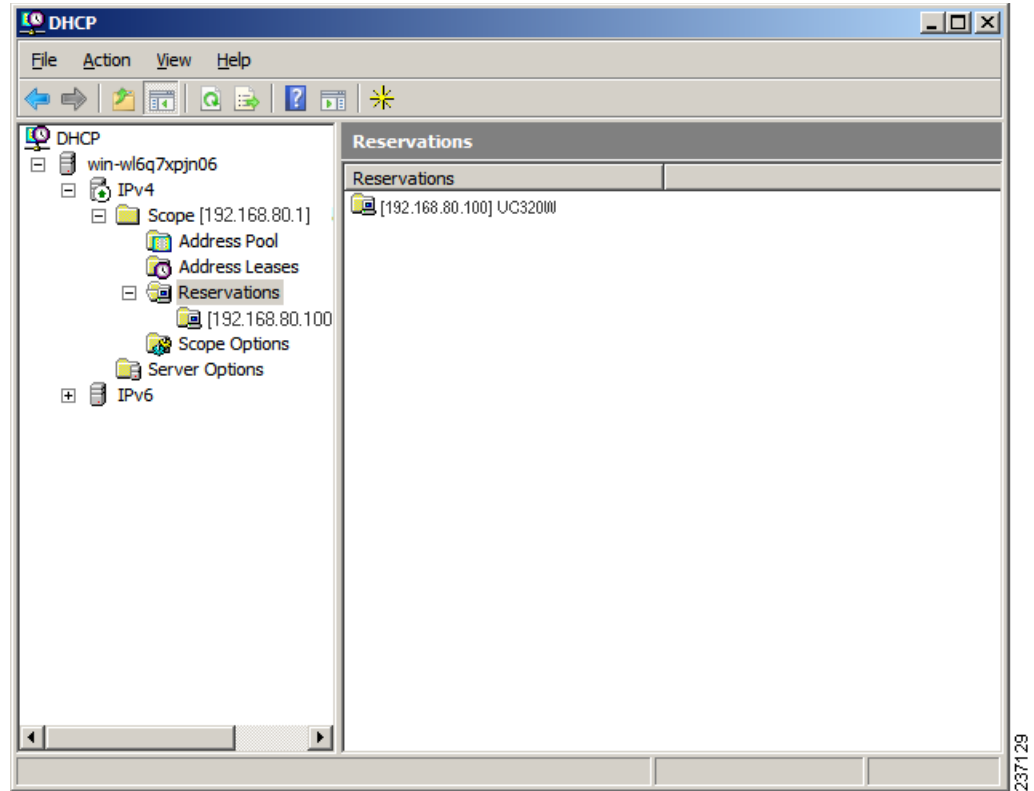 DHCP
File Action View Help
DHCP
win-wl6q7xpjn06
IPv4
Scope [192.168.80.1]
Address Pool
Address Leases
Reservations
[192.168.80.100
Scope Options
Server Options
IPv6
Reservations
Reservations
[192.168.80.100] UC320W
237129